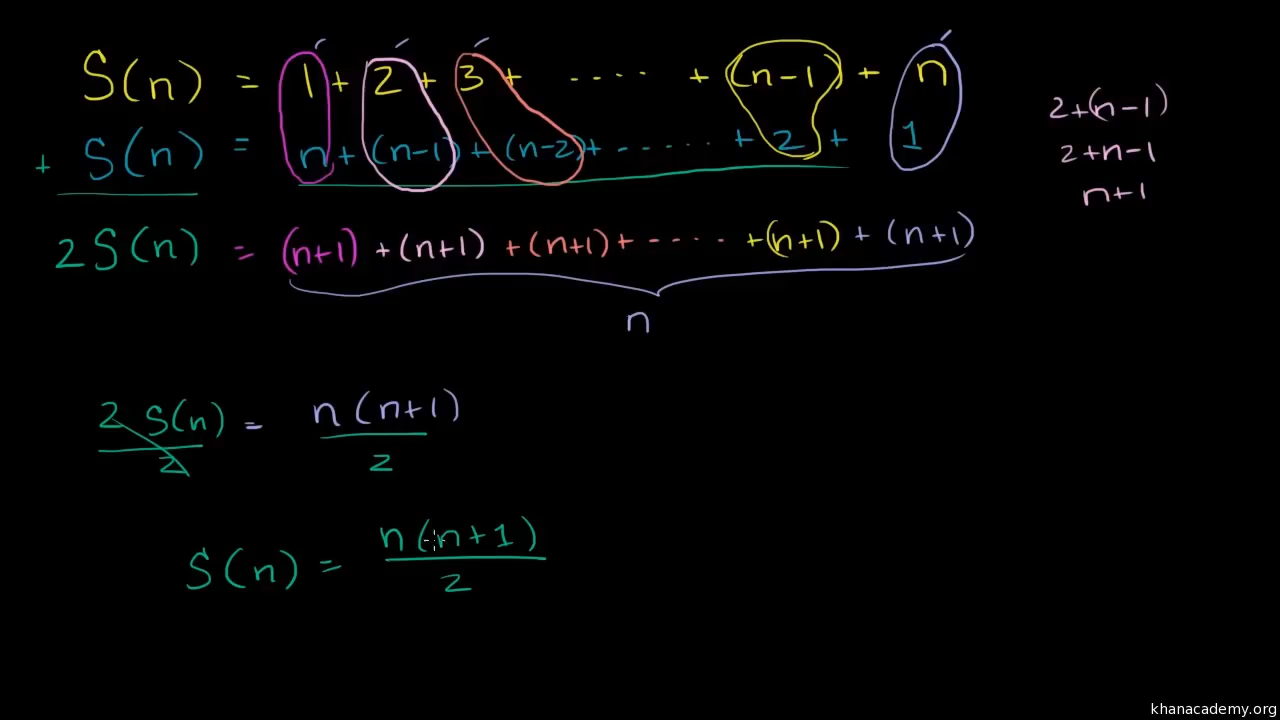 S(n) = 1 + 2 + 3 + ···· + (n-1) + n
+ S(n) = n + (n-1) + (n-2) + ------ + 2 + 1
2+(n-1)
2+n-1
n+1
2S(n) = (n+1) + (n+1) + (n+1) + ----- + (n+1) + (n+1)
n
2 S(n) = n(n+1)
2 2
S(n) = n(n+1)
2
khanacademy.org